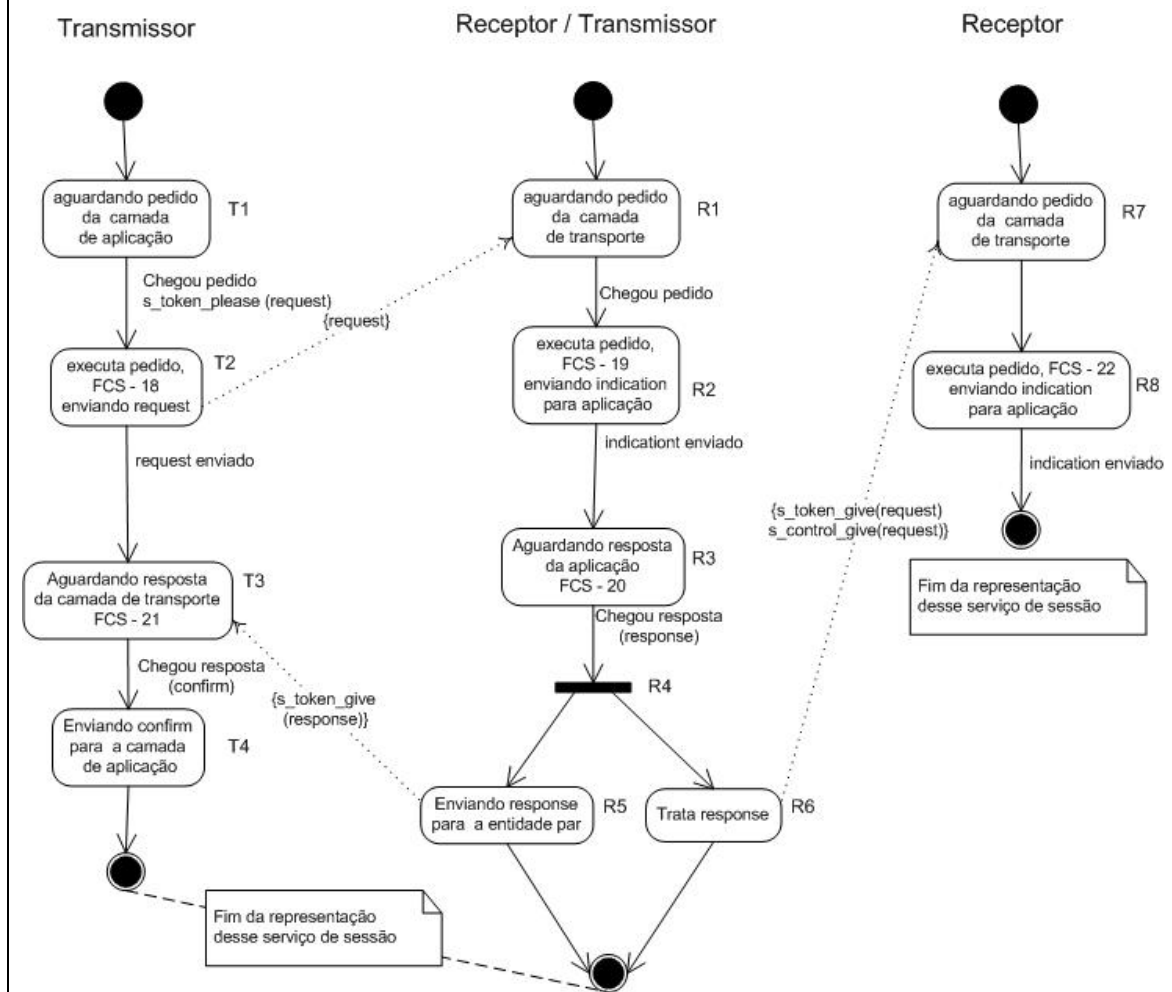 Transmissor
Receptor / Transmissor
Receptor
aguardando pedido
da camada
de aplicação
T1
Chegou pedido
s_token_please (request)
{request}
executa pedido,
FCS - 18
enviando request
T2
request enviado
Aguardando resposta
da camada de transporte
FCS - 21
T3
Chegou resposta
(confirm)
Enviando confirm
para a camada
de aplicação
T4
Fim da representação
desse serviço de sessão
aguardando pedido
da camada
de transporte
R1
Chegou pedido
executa pedido,
FCS - 19
enviando indication
para aplicação
R2
indicationt enviado
Aguardando resposta
da aplicação
FCS - 20
R3
Chegou resposta
(response)
R4
{s_token_give
(response)}
Enviando response
para a entidade par
R5
Trata response
R6
{s_token_give(request)
s_control_give(request)}
aguardando pedido
da camada
de transporte
R7
executa pedido, FCS - 22
enviando indication
para aplicação
R8
indication enviado
Fim da representação
desse serviço de sessão